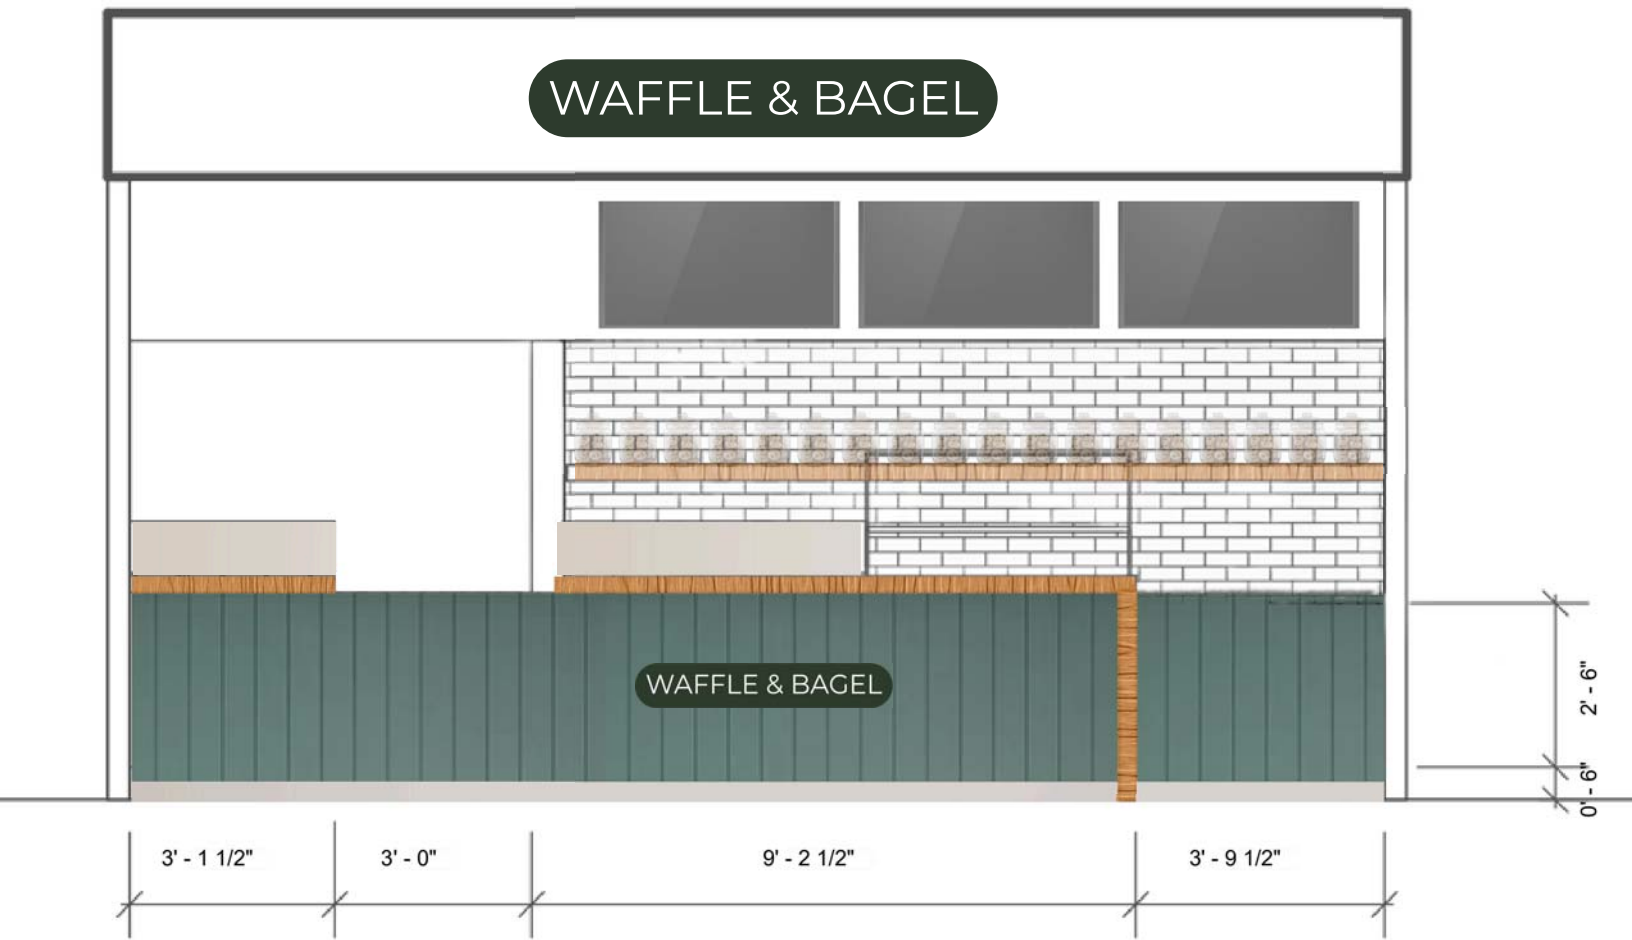 WAFFLE & BAGEL
WAFFLE & BAGEL
2' - 6"
0' - 6"
3' - 1 1/2"
3' - 0"
9' - 2 1/2"
3' - 9 1/2"